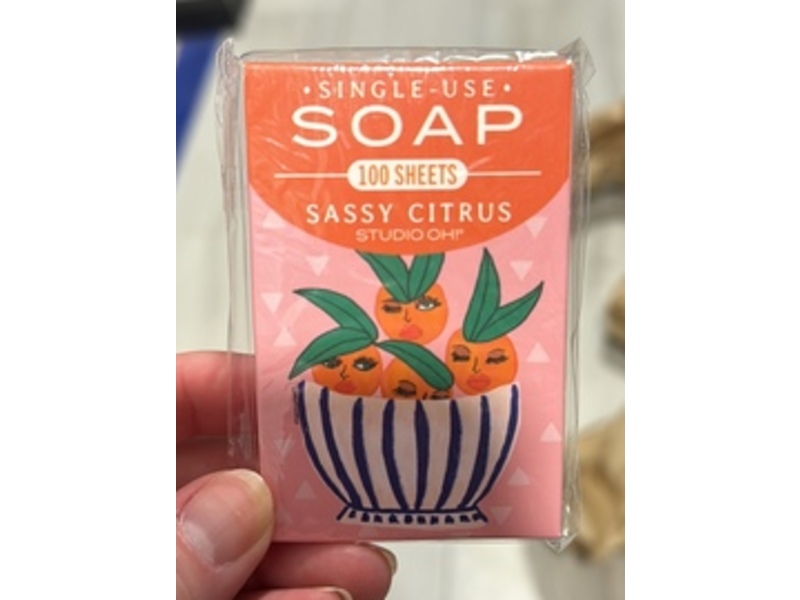 • SINGLE-USE •
SOAP
100 SHEETS
SASSY CITRUS
STUDIO OH!®